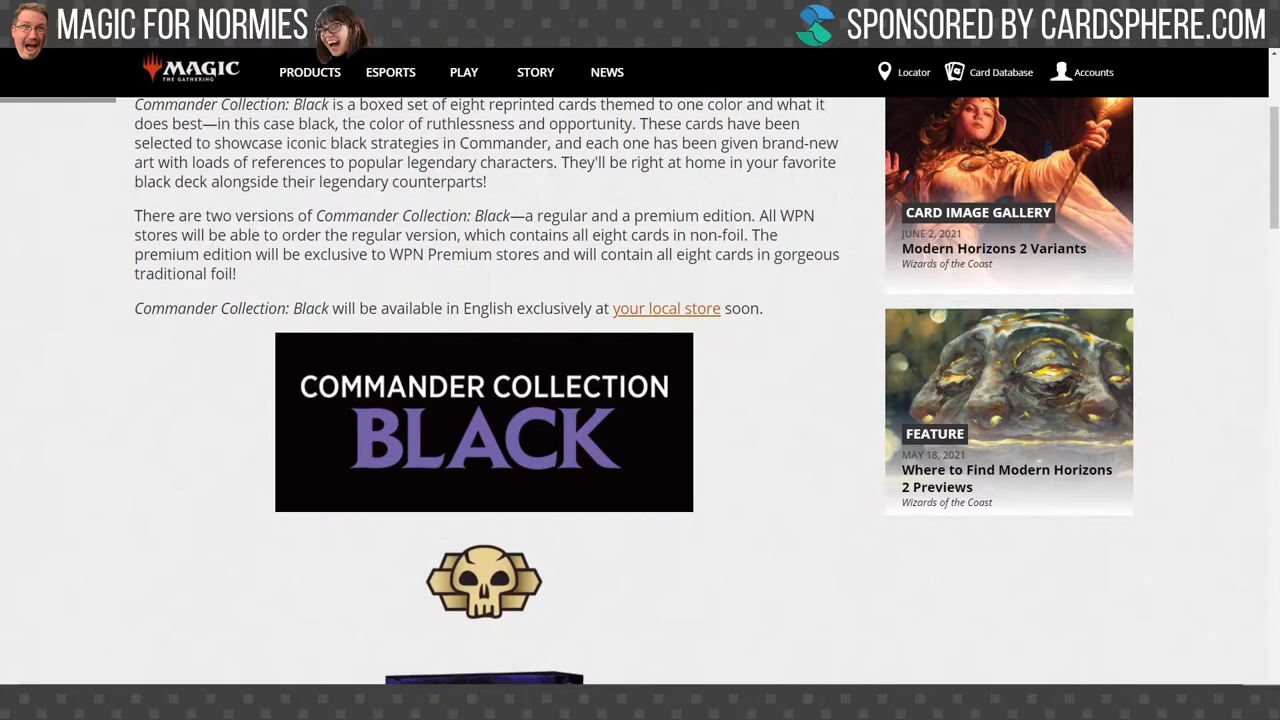 MAGIC FOR NORMIES
SPONSORED BY CARDSPHERE.COM
MAGIC
THE GATHERING
PRODUCTS
ESPORTS
PLAY
STORY
NEWS
Locator
Card Database
Accounts
Commander Collection: Black is a boxed set of eight reprinted cards themed to one color and what it
does best—in this case black, the color of ruthlessness and opportunity. These cards have been
selected to showcase iconic black strategies in Commander, and each one has been given brand-new
art with loads of references to popular legendary characters. They'll be right at home in your favorite
black deck alongside their legendary counterparts!
There are two versions of Commander Collection: Black—a regular and a premium edition. All WPN
stores will be able to order the regular version, which contains all eight cards in non-foil. The
premium edition will be exclusive to WPN Premium stores and will contain all eight cards in gorgeous
traditional foil!
Commander Collection: Black will be available in English exclusively at your local store soon.
COMMANDER COLLECTION
BLACK
CARD IMAGE GALLERY
JUNE 2, 2021
Modern Horizons 2 Variants
Wizards of the Coast
FEATURE
MAY 18, 2021
Where to Find Modern Horizons
2 Previews
Wizards of the Coast